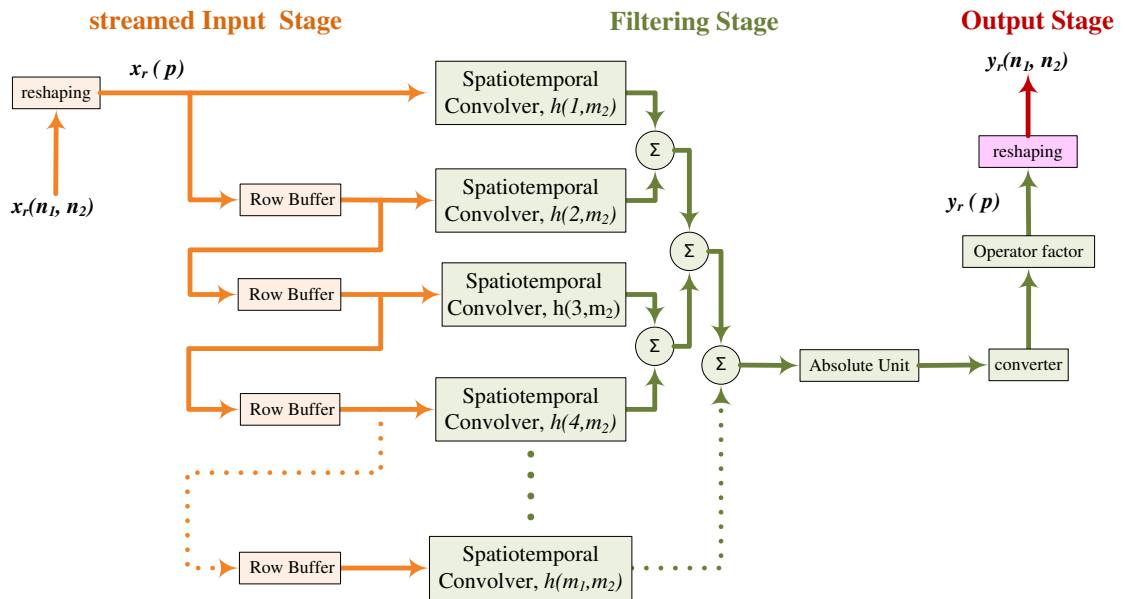 streamed Input Stage
Filtering Stage
Output Stage
x_r ( p)
y_r(n_1, n_2)
reshaping
Spatiotemporal
Convolver, h(1,m_2)
Σ
reshaping
x_r(n_1, n_2)
Row Buffer
Spatiotemporal
Convolver, h(2,m_2)
y_r ( p)
Σ
Operator factor
Row Buffer
Spatiotemporal
Convolver, h(3,m_2)
Σ
Σ
Absolute Unit
converter
Row Buffer
Spatiotemporal
Convolver, h(4,m_2)
Row Buffer
Spatiotemporal
Convolver, h(m_1,m_2)